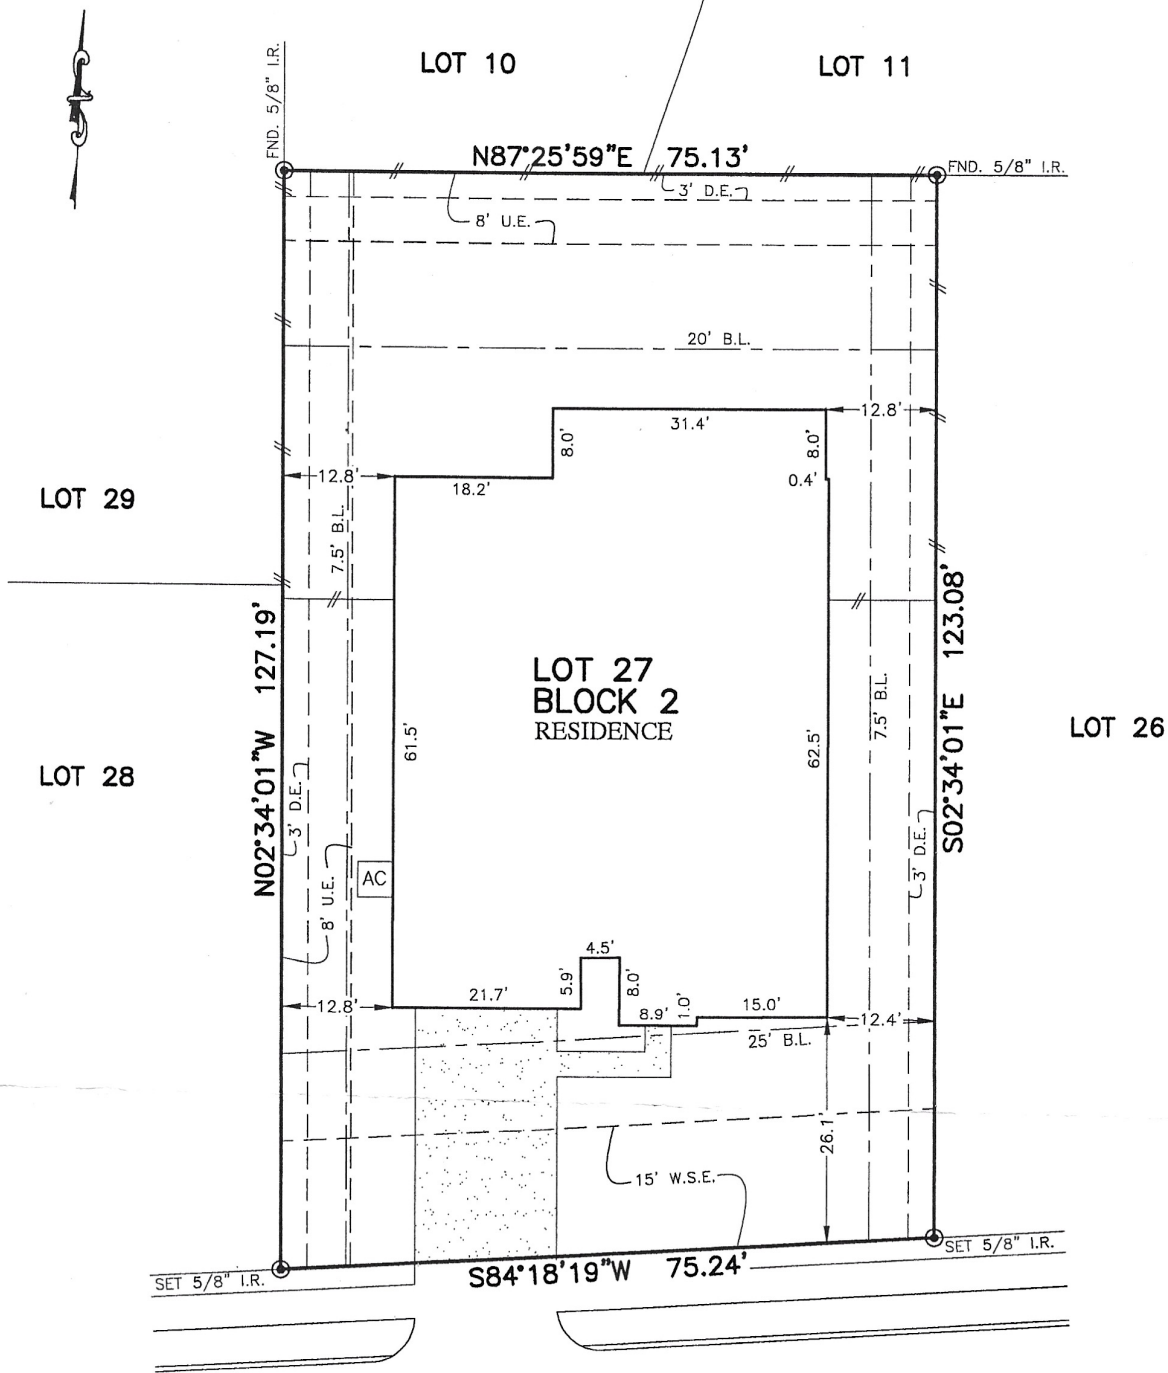 LOT 10
LOT 11
FND. 5/8" I.R.
N87°25'59"E 75.13'
FND. 5/8" I.R.
3' D.E.
8' U.E.
20' B.L.
12.8'
31.4'
8.0'
8.0'
12.8'
18.2'
0.4'
LOT 29
7.5' B.L.
N02°34'01"W 127.19'
S02°34'01"E 123.08'
LOT 27
BLOCK 2
RESIDENCE
61.5'
62.5'
7.5' B.L.
LOT 26
LOT 28
3' D.E.
3' D.E.
AC
8' U.E.
4.5'
5.9'
8.0'
21.7'
12.8'
8.9'
1.0'
15.0'
12.4'
25' B.L.
26.1'
15' W.S.E.
SET 5/8" I.R.
S84°18'19"W 75.24'
SET 5/8" I.R.